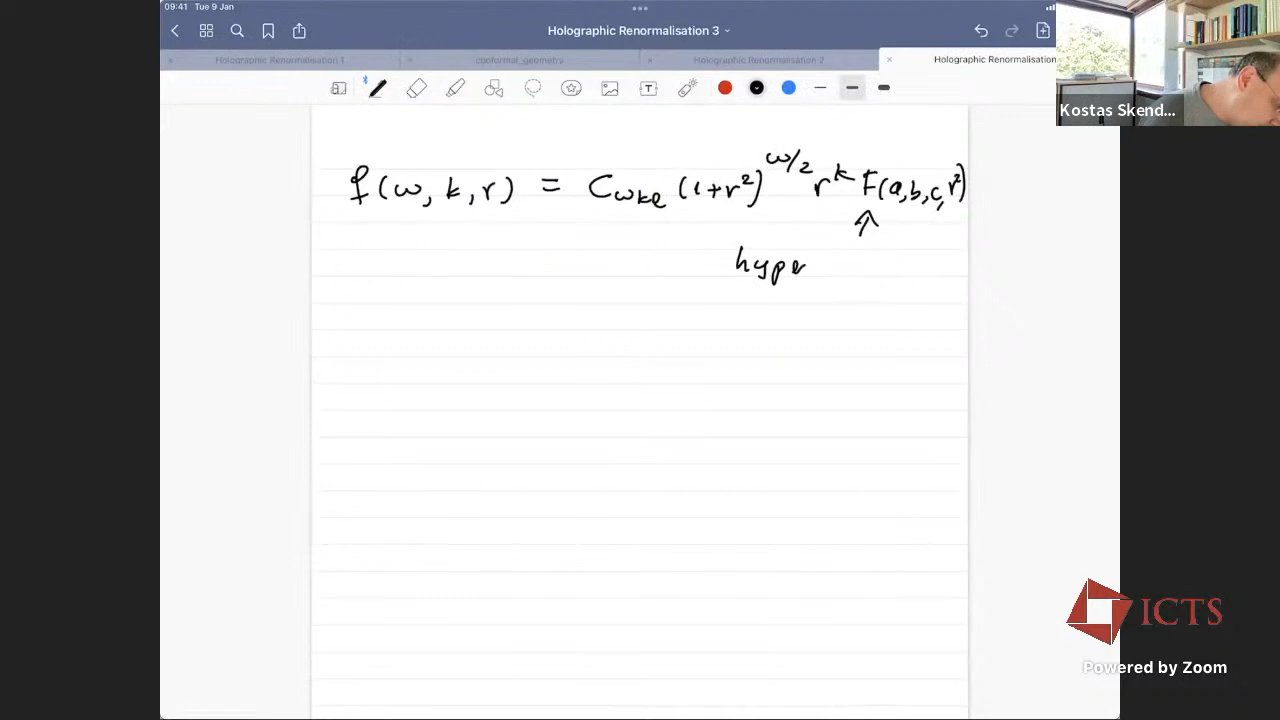 09:41 Tue 9 Jan
Holographic Renormalisation 3
Holographic Renormalisation 1
conformal_geometry
Holographic Renormalisation 2
Holographic Renormalisation
Kostas Skend...
f(ω, k, r) = C_{ωkl} (1+r²)^{ω/2} r^k F(a,b,c,r²)
↑
hyper
ICTS
Powered by Zoom